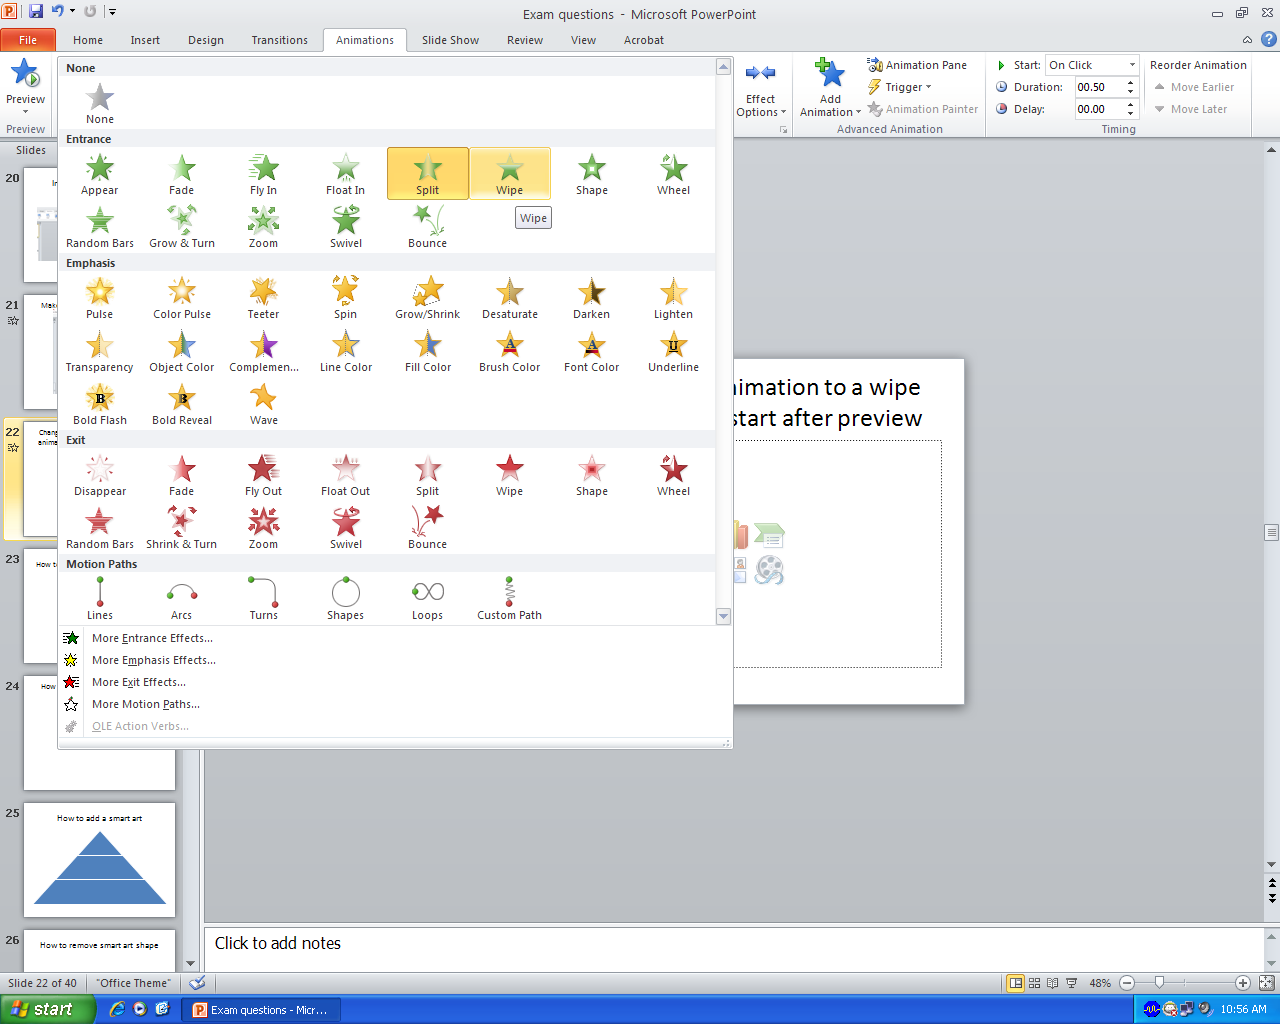 Exam questions - Microsoft PowerPoint
File Home Insert Design Transitions Animations Slide Show Review View Acrobat
Preview
Preview
Effect Options
Add Animation
Animation Pane
Trigger
Animation Painter
Advanced Animation
Start: On Click
Duration: 00.50
Delay: 00.00
Reorder Animation
Move Earlier
Move Later
Timing
None
None
Entrance
Appear Fade Fly In Float In Split Wipe Shape Wheel
Wipe
Random Bars Grow & Turn Zoom Swivel Bounce
Emphasis
Pulse Color Pulse Teeter Spin Grow/Shrink Desaturate Darken Lighten
Transparency Object Color Complemen... Line Color Fill Color Brush Color Font Color Underline
Bold Flash Bold Reveal Wave
Exit
Disappear Fade Fly Out Float Out Split Wipe Shape Wheel
Random Bars Shrink & Turn Zoom Swivel Bounce
Motion Paths
Lines Arcs Turns Shapes Loops Custom Path
More Entrance Effects...
More Emphasis Effects...
More Exit Effects...
More Motion Paths...
OLE Action Verbs...
Slides
20
21
22
23
24
25
How to add a smart art
26
How to remove smart art shape
nimation to a wipe
start after preview
Click to add notes
Slide 22 of 40 "Office Theme" 48%
start Exam questions - Micr... 10:56 AM